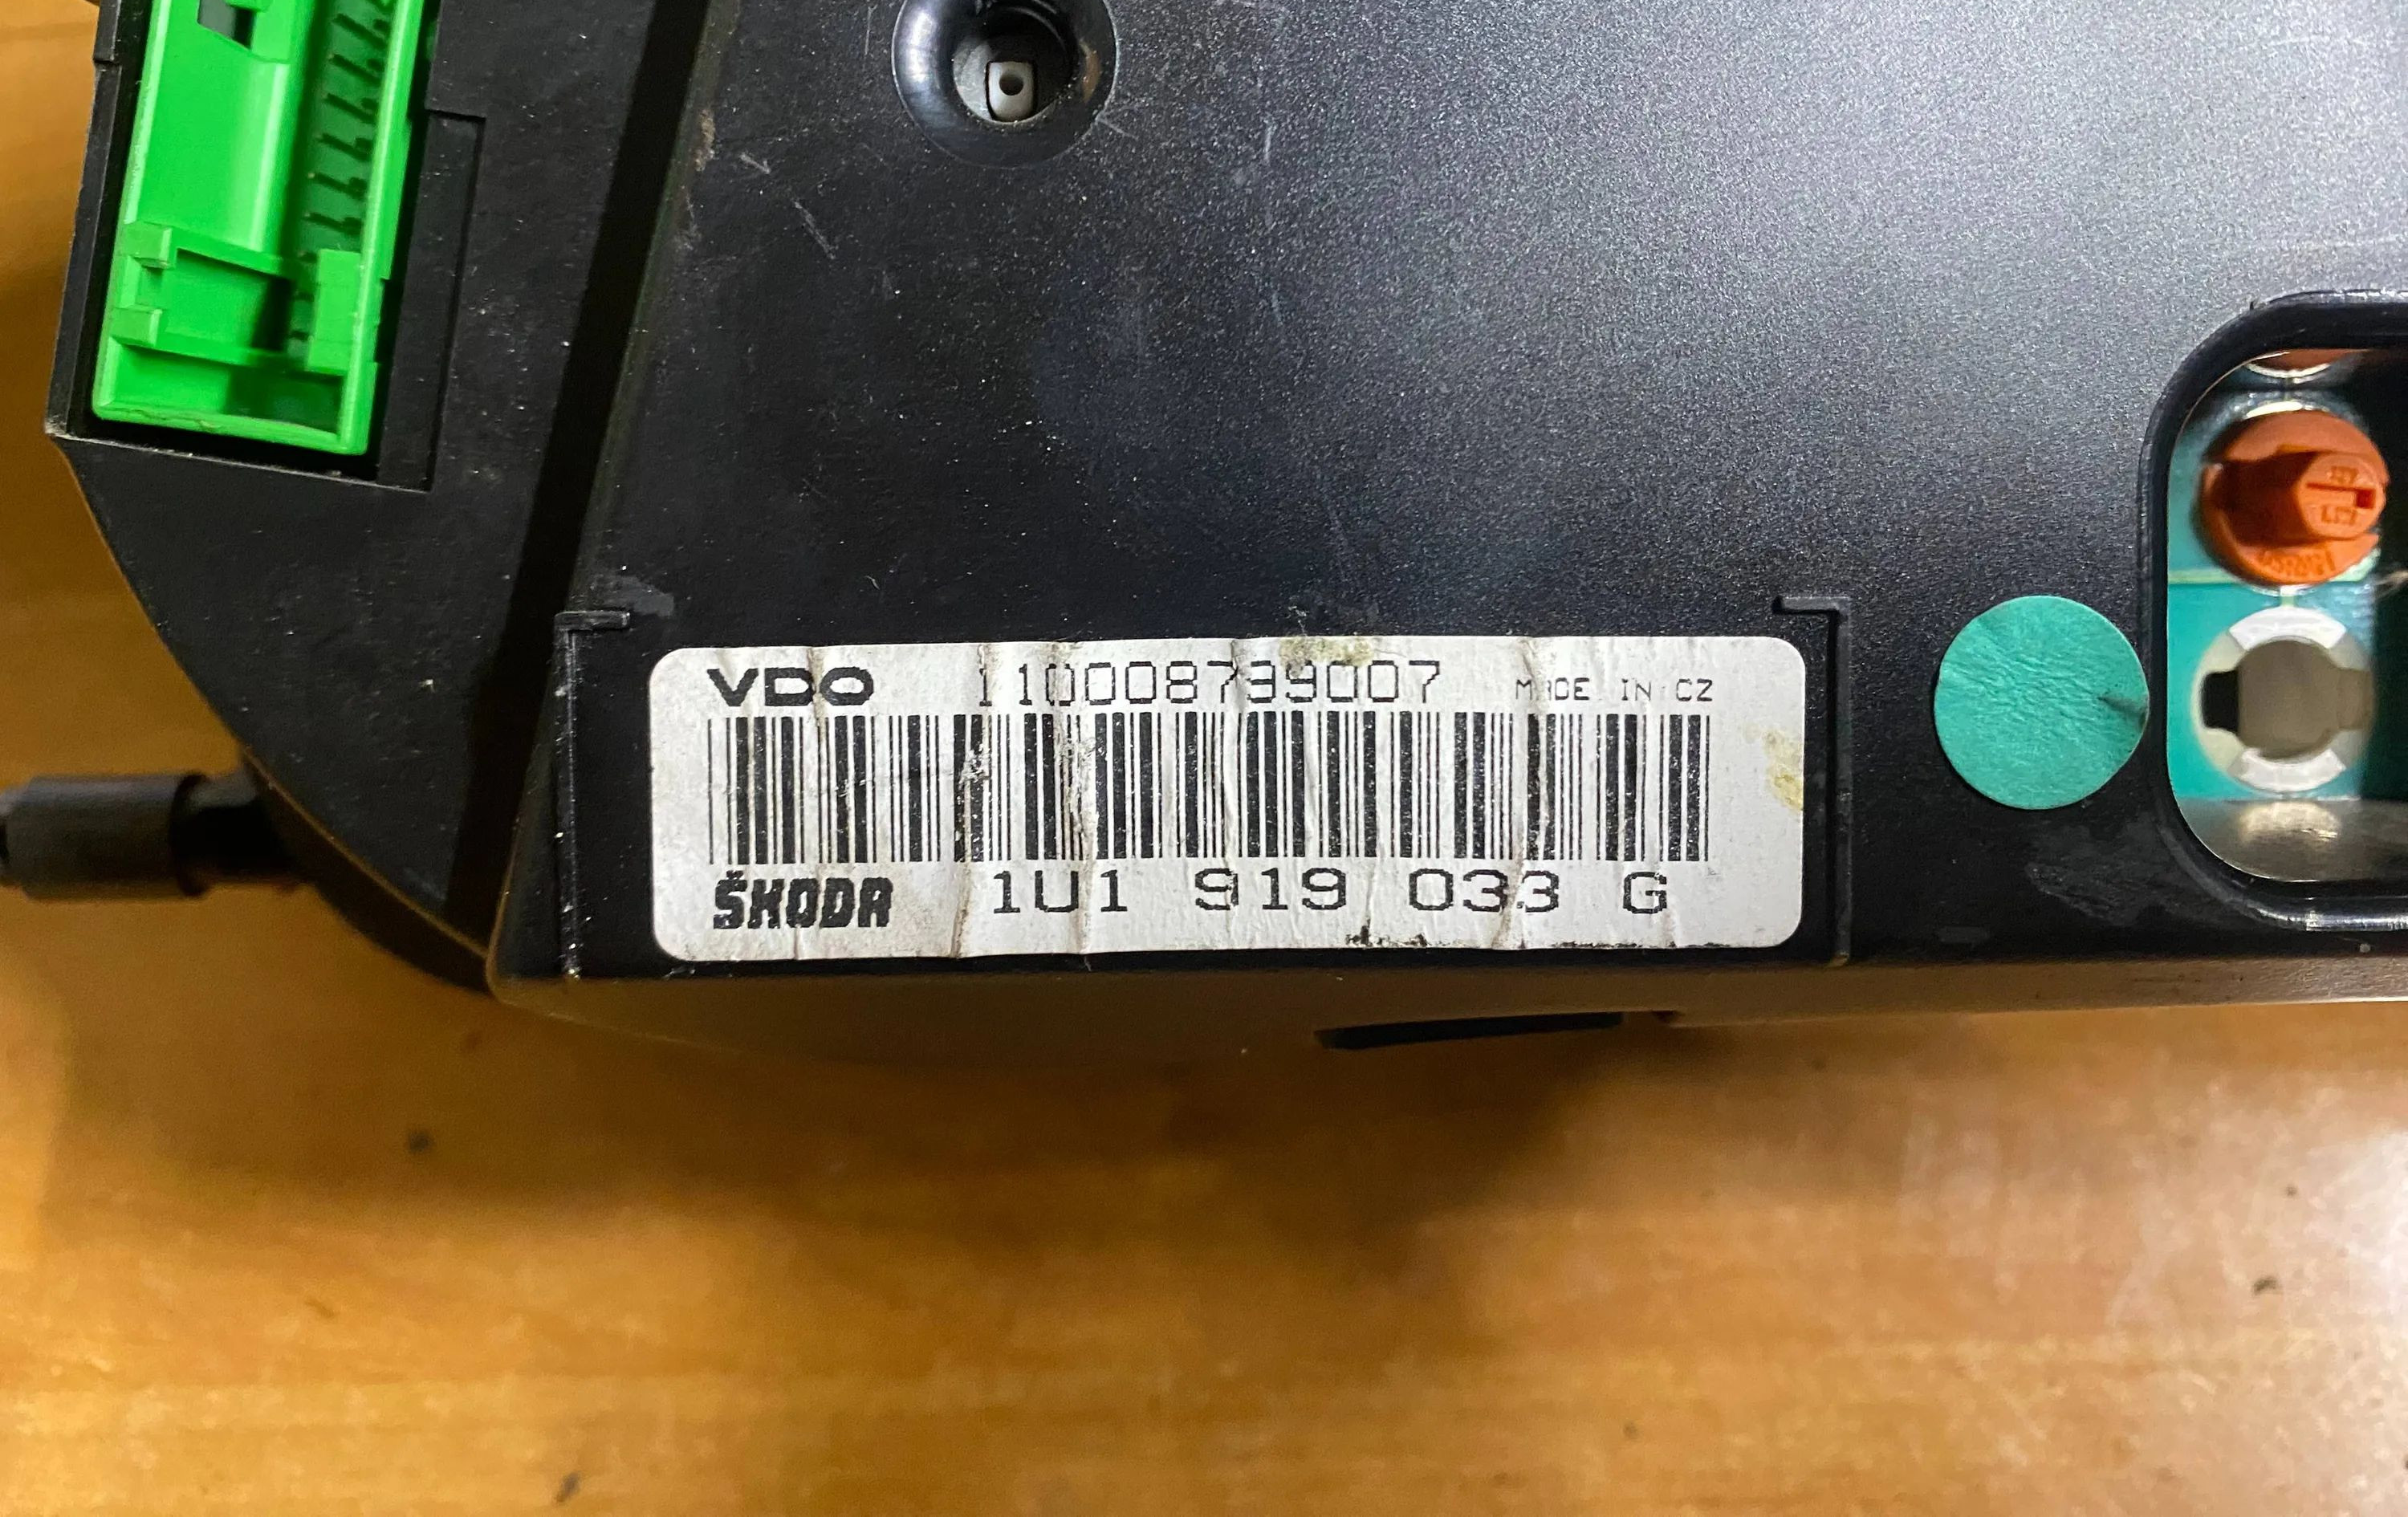 VDO 110008739007 MADE IN CZ
ŠKODA 1U1 919 033 G